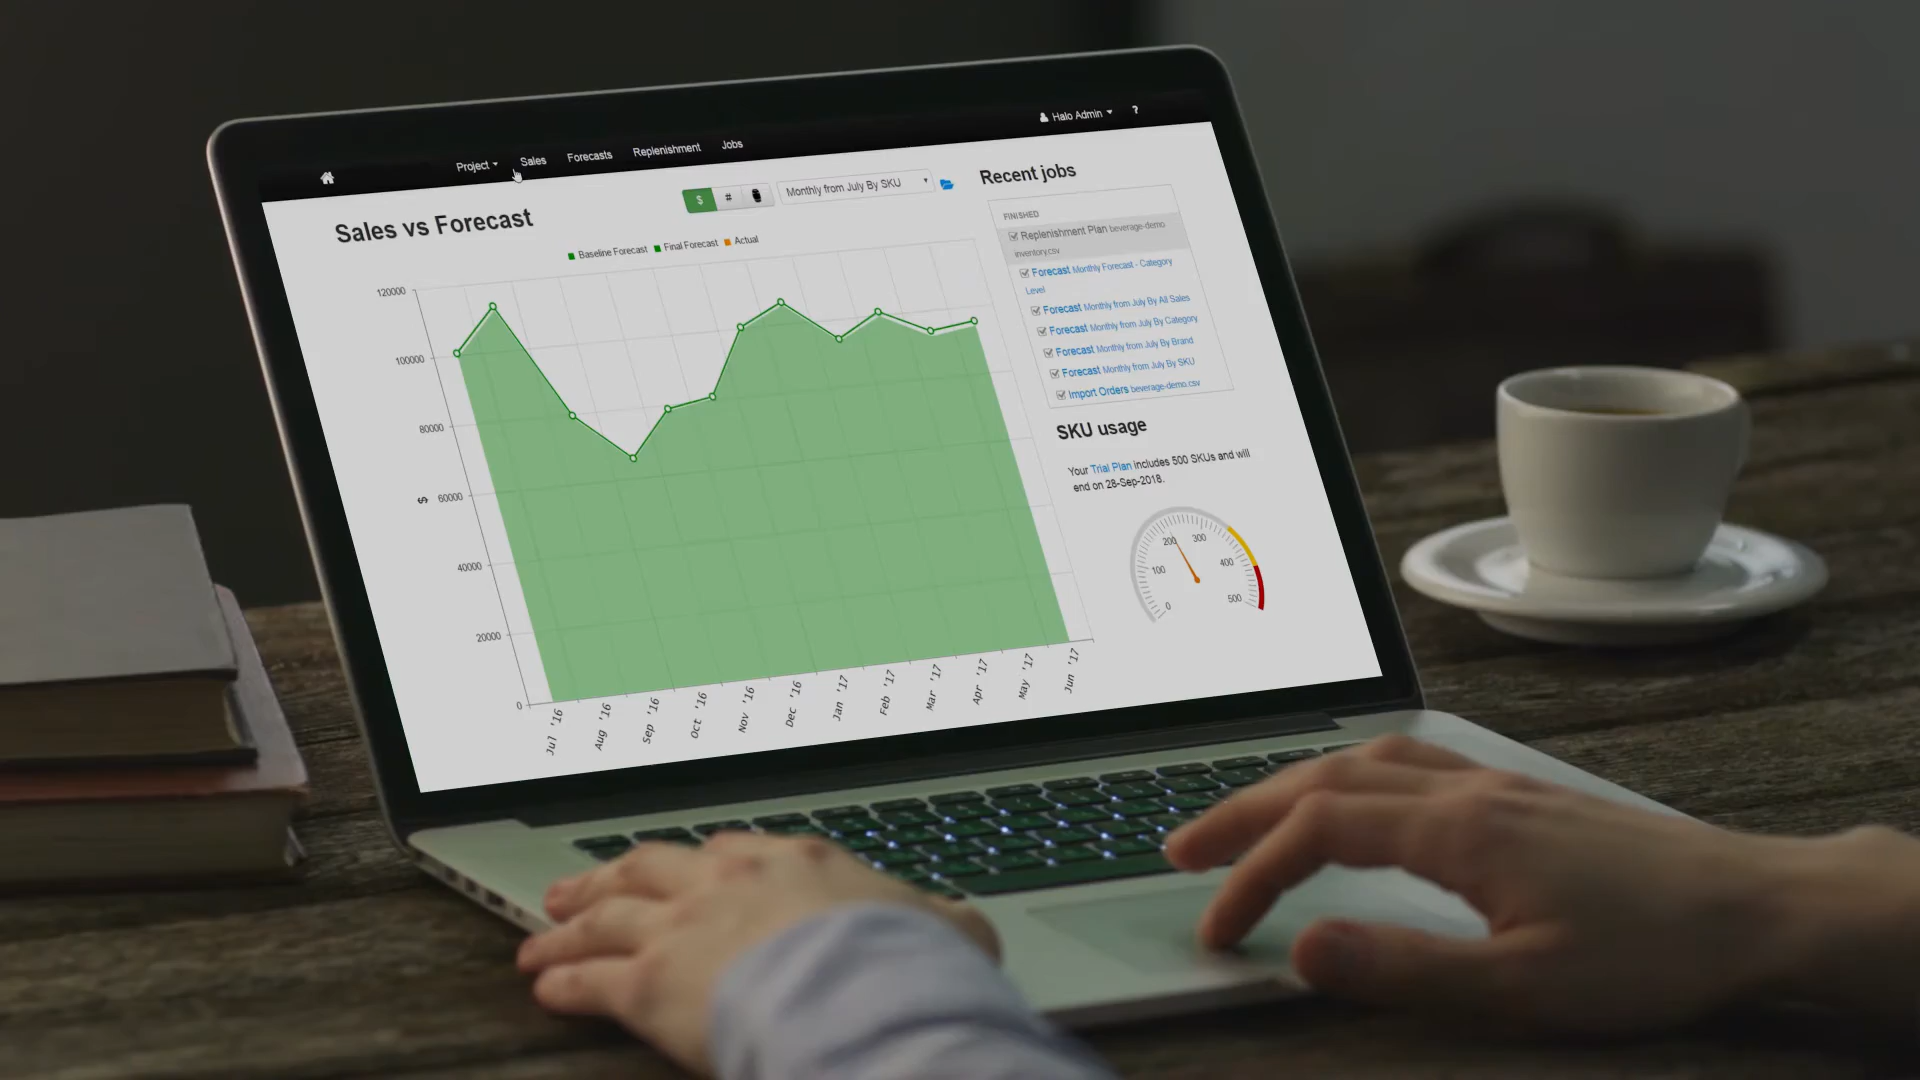 Project Sales Forecasts Replenishment Jobs
Halo Admin ?
Sales vs Forecast
$ # Monthly from July By SKU
Baseline Forecast Final Forecast Actual
120000
100000
80000
60000
40000
20000
0
$
Jul '16
Aug '16
Sep '16
Oct '16
Nov '16
Dec '16
Jan '17
Feb '17
Mar '17
Apr '17
May '17
Jun '17
Recent jobs
FINISHED
Replenishment Plan beverage-demo
inventory.csv
Forecast Monthly Forecast - Category
Level
Forecast Monthly from July By All Sales
Forecast Monthly from July By Category
Forecast Monthly from July By Brand
Forecast Monthly from July By SKU
Import Orders beverage-demo.csv
SKU usage
Your Trial Plan includes 500 SKUs and will
end on 28-Sep-2018.
0
100
200
300
400
500